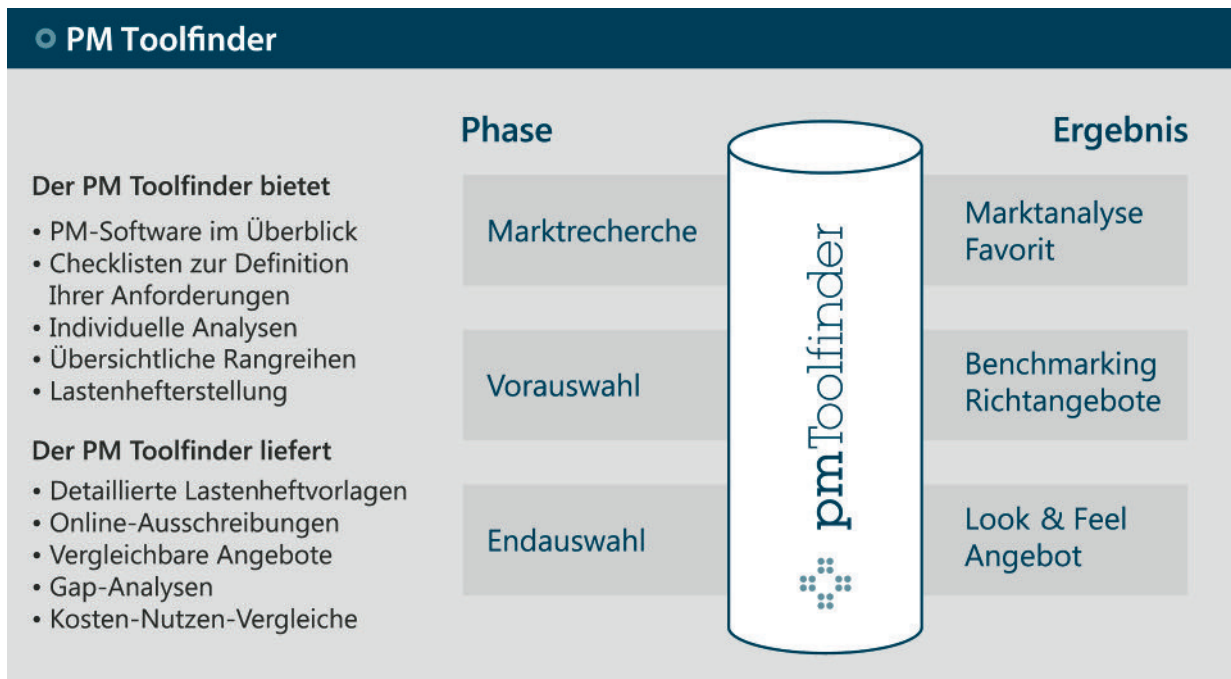 PM Toolfinder
Der PM Toolfinder bietet
• PM-Software im Überblick
• Checklisten zur Definition
Ihrer Anforderungen
• Individuelle Analysen
• Übersichtliche Rangreihen
• Lastenhefterstellung
Der PM Toolfinder liefert
• Detaillierte Lastenheftvorlagen
• Online-Ausschreibungen
• Vergleichbare Angebote
• Gap-Analysen
• Kosten-Nutzen-Vergleiche
Phase
Marktrecherche
Vorauswahl
Endauswahl
pmToolfinder
Ergebnis
Marktanalyse
Favorit
Benchmarking
Richtangebote
Look & Feel
Angebot